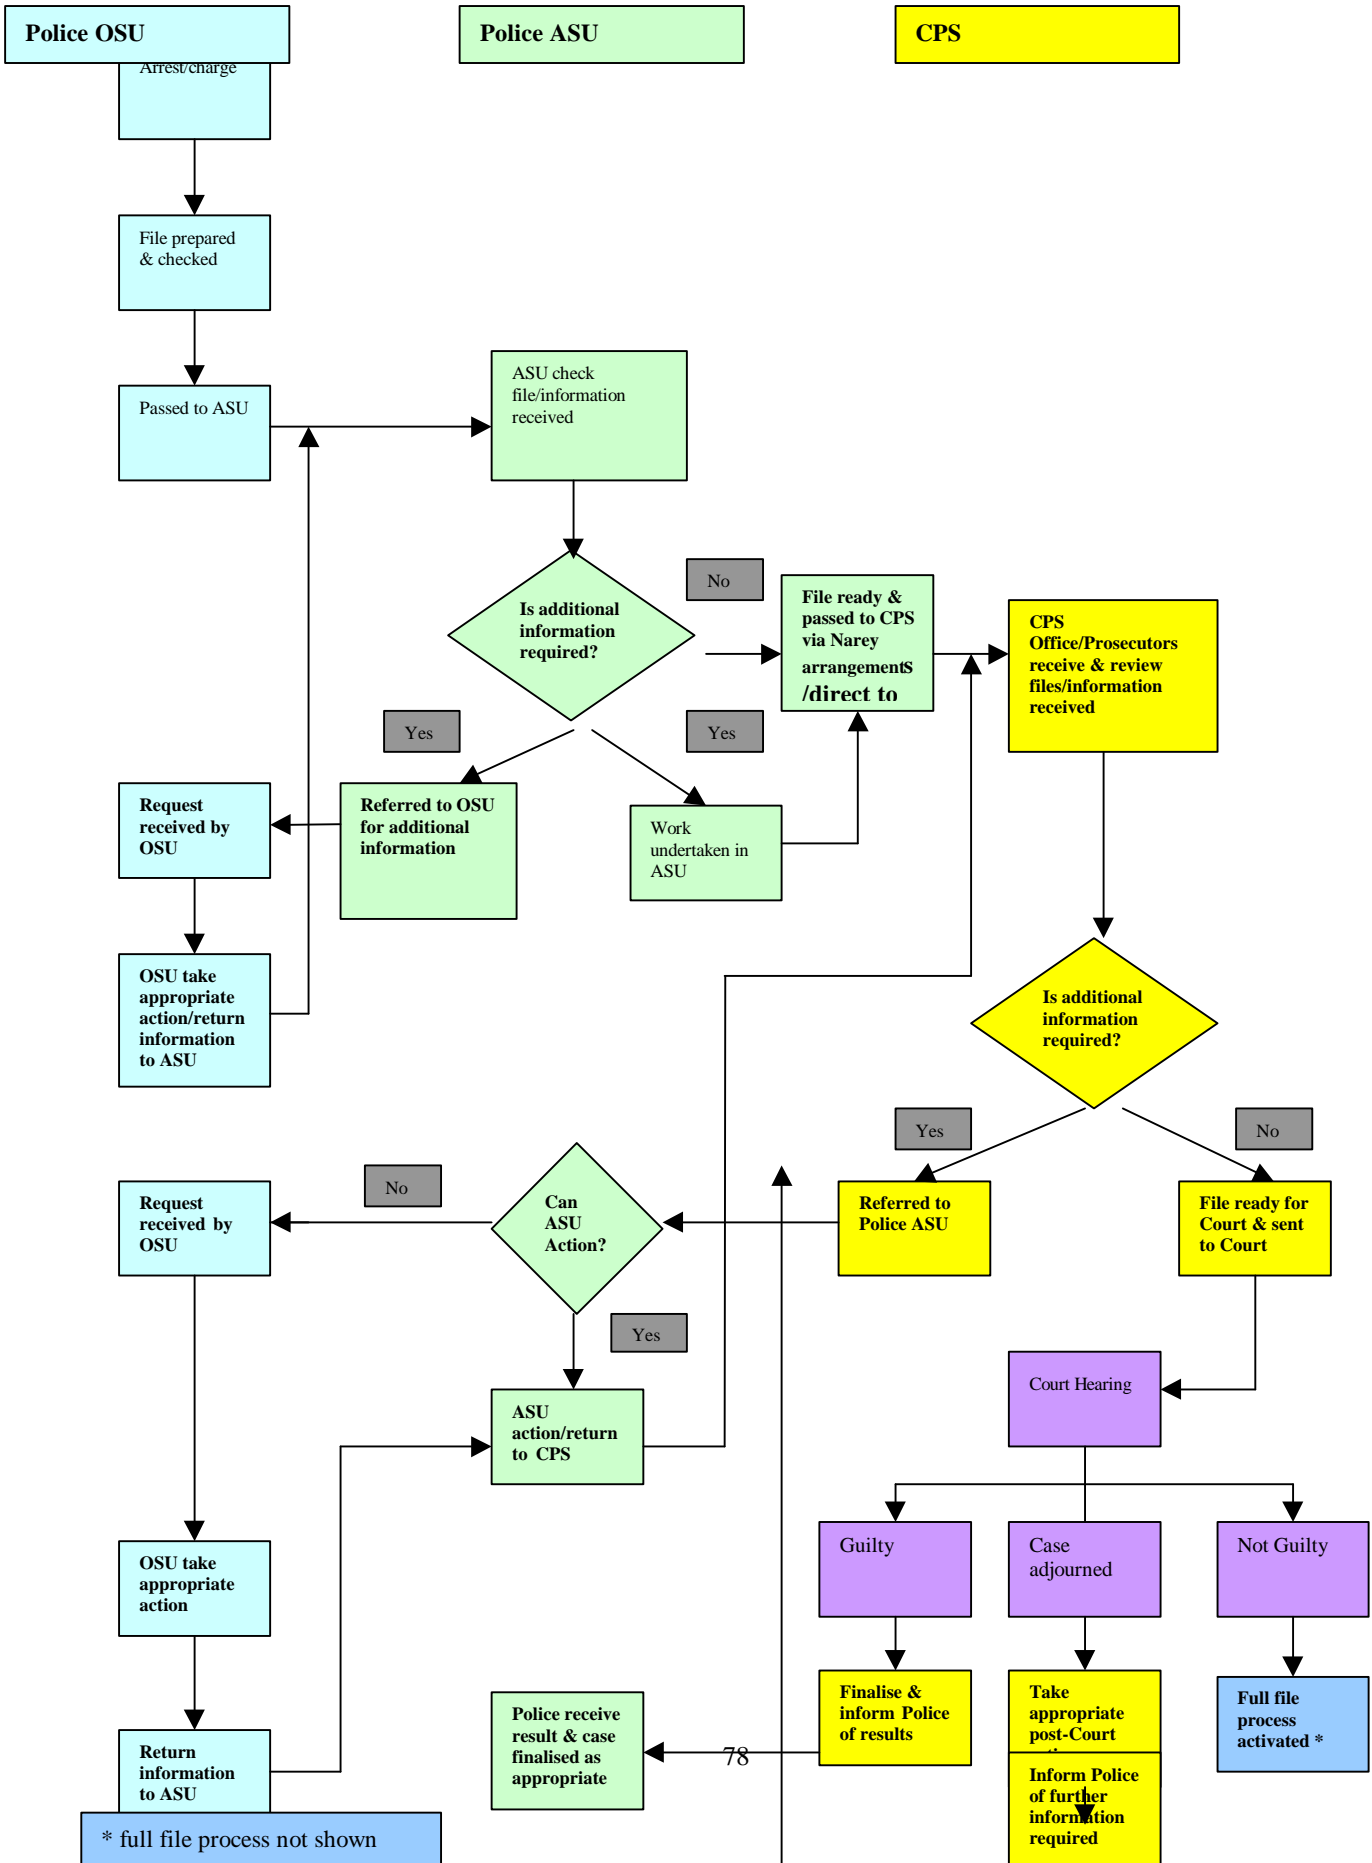 Police OSU
Police ASU
CPS
Arrest/charge
File prepared
& checked
Passed to ASU
ASU check
file/information
received
Is additional
information
required?
No
File ready &
passed to CPS
via Narey
arrangements
/direct to
CPS
Office/Prosecutors
receive & review
files/information
received
Yes
Yes
Request
received by
OSU
Referred to OSU
for additional
information
Work
undertaken in
ASU
OSU take
appropriate
action/return
information
to ASU
Is additional
information
required?
Yes
No
Request
received by
OSU
No
Can
ASU
Action?
Referred to
Police ASU
File ready for
Court & sent
to Court
Yes
ASU
action/return
to CPS
Court Hearing
Guilty
Case
adjourned
Not Guilty
OSU take
appropriate
action
Return
information
to ASU
Police receive
result & case
finalised as
appropriate
78
Finalise &
inform Police
of results
Take
appropriate
post-Court
Inform Police
of further
information
required
Full file
process
activated *
* full file process not shown